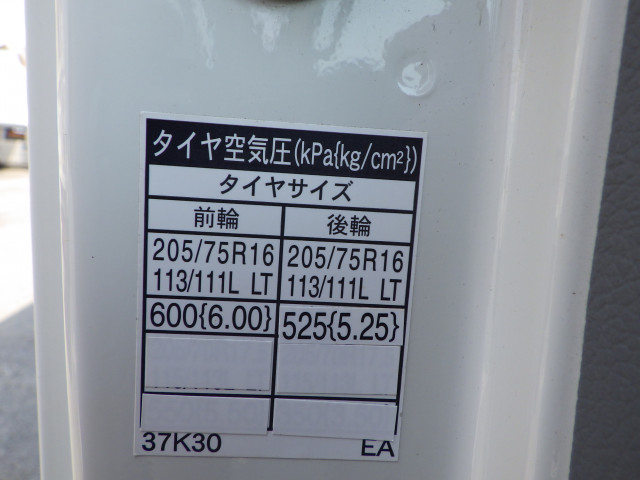 タイヤ空気圧(kPa{kg/cm²})
タイヤサイズ
前輪 後輪
205/75R16 205/75R16
113/111L LT 113/111L LT
600{6.00} 525{5.25}
37K30 EA